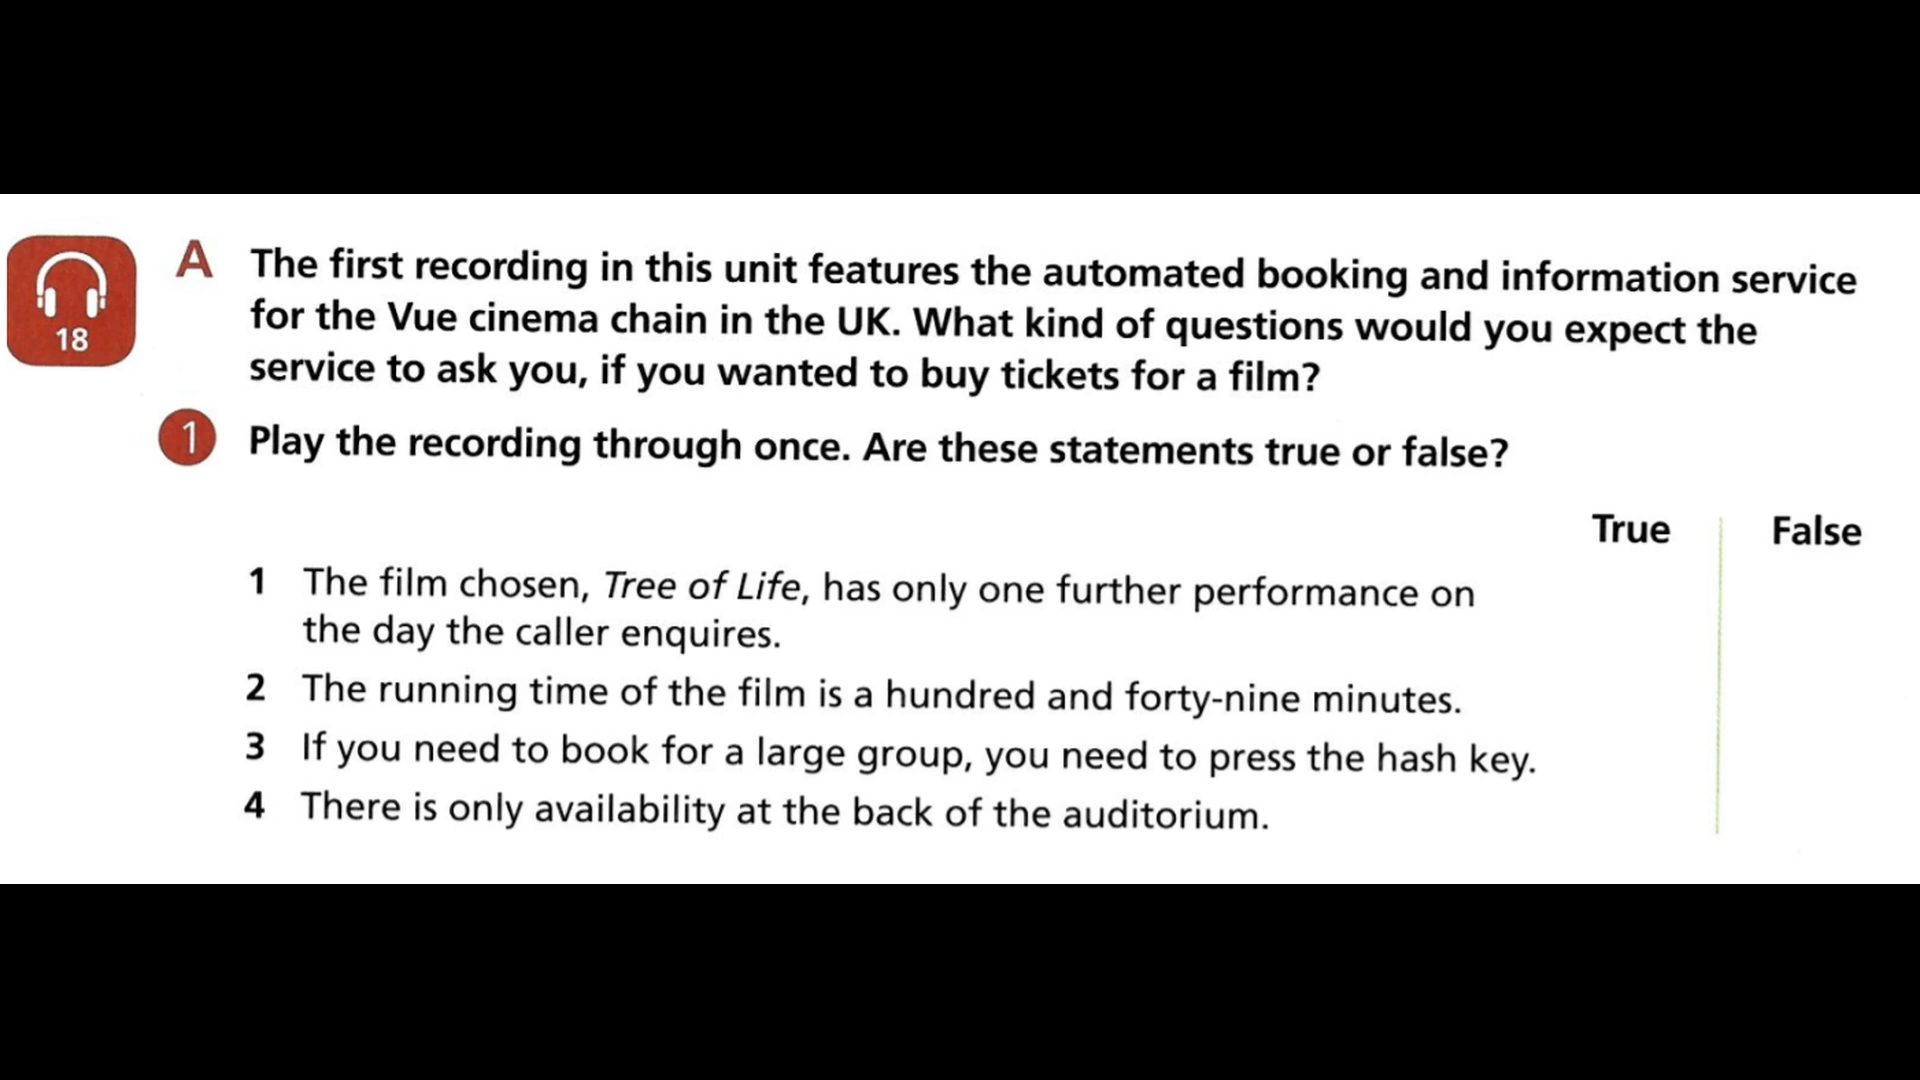 A The first recording in this unit features the automated booking and information service
for the Vue cinema chain in the UK. What kind of questions would you expect the
service to ask you, if you wanted to buy tickets for a film?
18
1 Play the recording through once. Are these statements true or false?
True False
1 The film chosen, Tree of Life, has only one further performance on
the day the caller enquires.
2 The running time of the film is a hundred and forty-nine minutes.
3 If you need to book for a large group, you need to press the hash key.
4 There is only availability at the back of the auditorium.